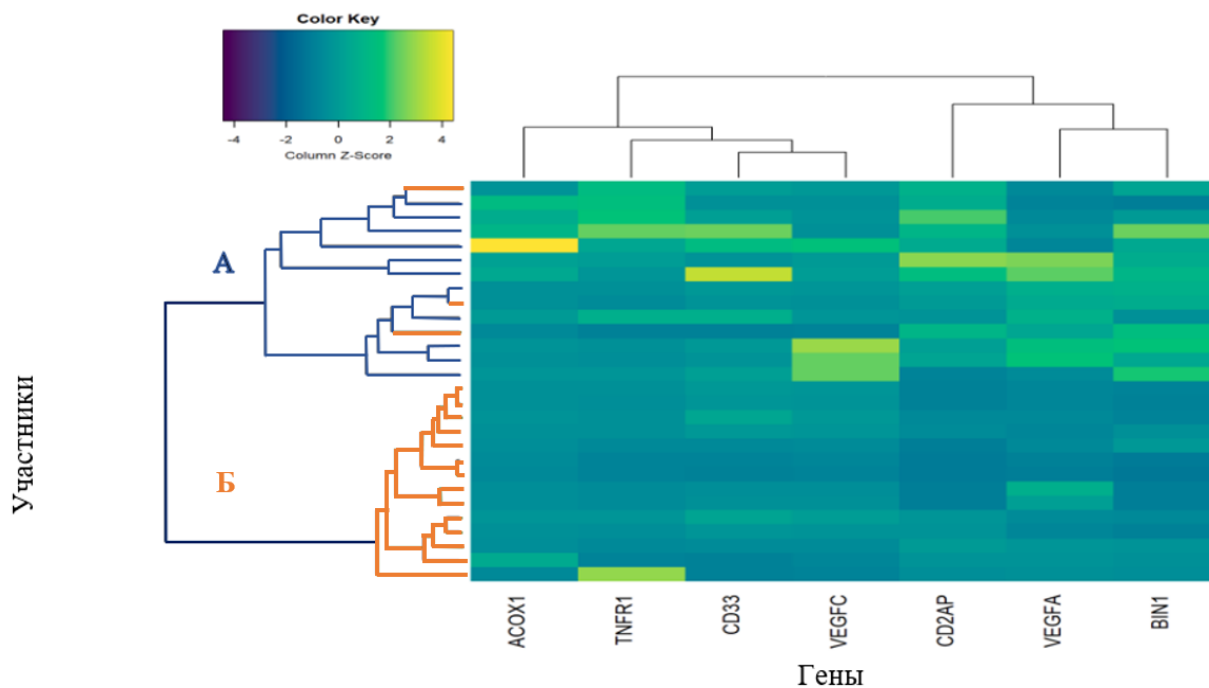 Color Key
-4 -2 0 2 4
Column Z-Score
А
Б
Участники
ACOX1
TNFR1
CD33
VEGFC
CD2AP
VEGFA
BIN1
Гены